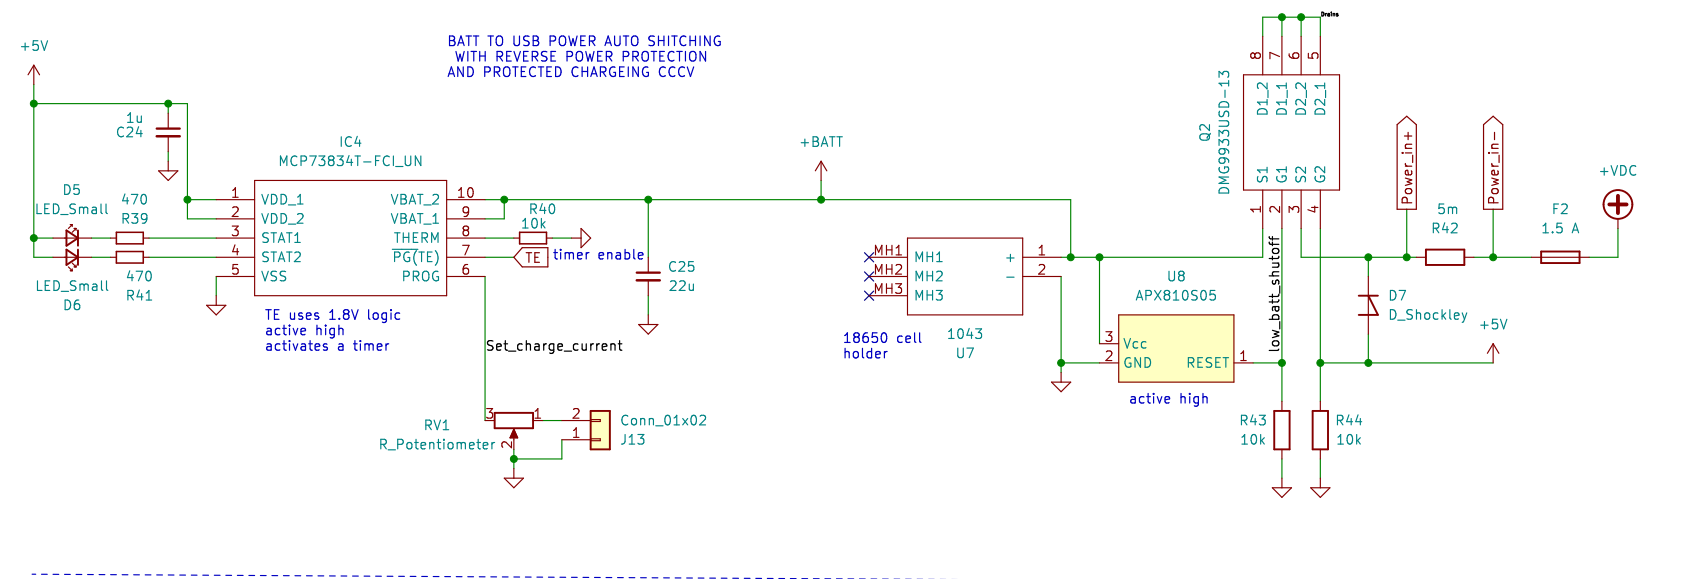 +5V
BATT TO USB POWER AUTO SHITCHING
WITH REVERSE POWER PROTECTION
AND PROTECTED CHARGEING CCCV
Drains
8
7
6
5
D1_2
D1_1
D2_2
D2_1
Q2
DMG9933USD-13
S1
G1
S2
G2
1
2
3
4
1u
C24
IC4
MCP73834T-FCI_UN
+BATT
Power_in+
Power_in-
+VDC
D5
LED_Small
470
R39
1
2
3
4
5
VDD_1
VDD_2
STAT1
STAT2
VSS
VBAT_2
VBAT_1
THERM
PG(TE)
PROG
10
9
8
7
6
R40
10k
TE
timer enable
470
R41
LED_Small
D6
C25
22u
TE uses 1.8V logic
active high
activates a timer
Set_charge_current
MH1
MH2
MH3
MH1
MH2
MH3
+
−
1
2
1043
U7
18650 cell
holder
U8
APX810S05
3
2
Vcc
GND
RESET
1
active high
low_batt_shutoff
5m
R42
F2
1.5 A
D7
D_Shockley
+5V
RV1
R_Potentiometer
3
1
2
2
1
Conn_01x02
J13
R43
10k
R44
10k